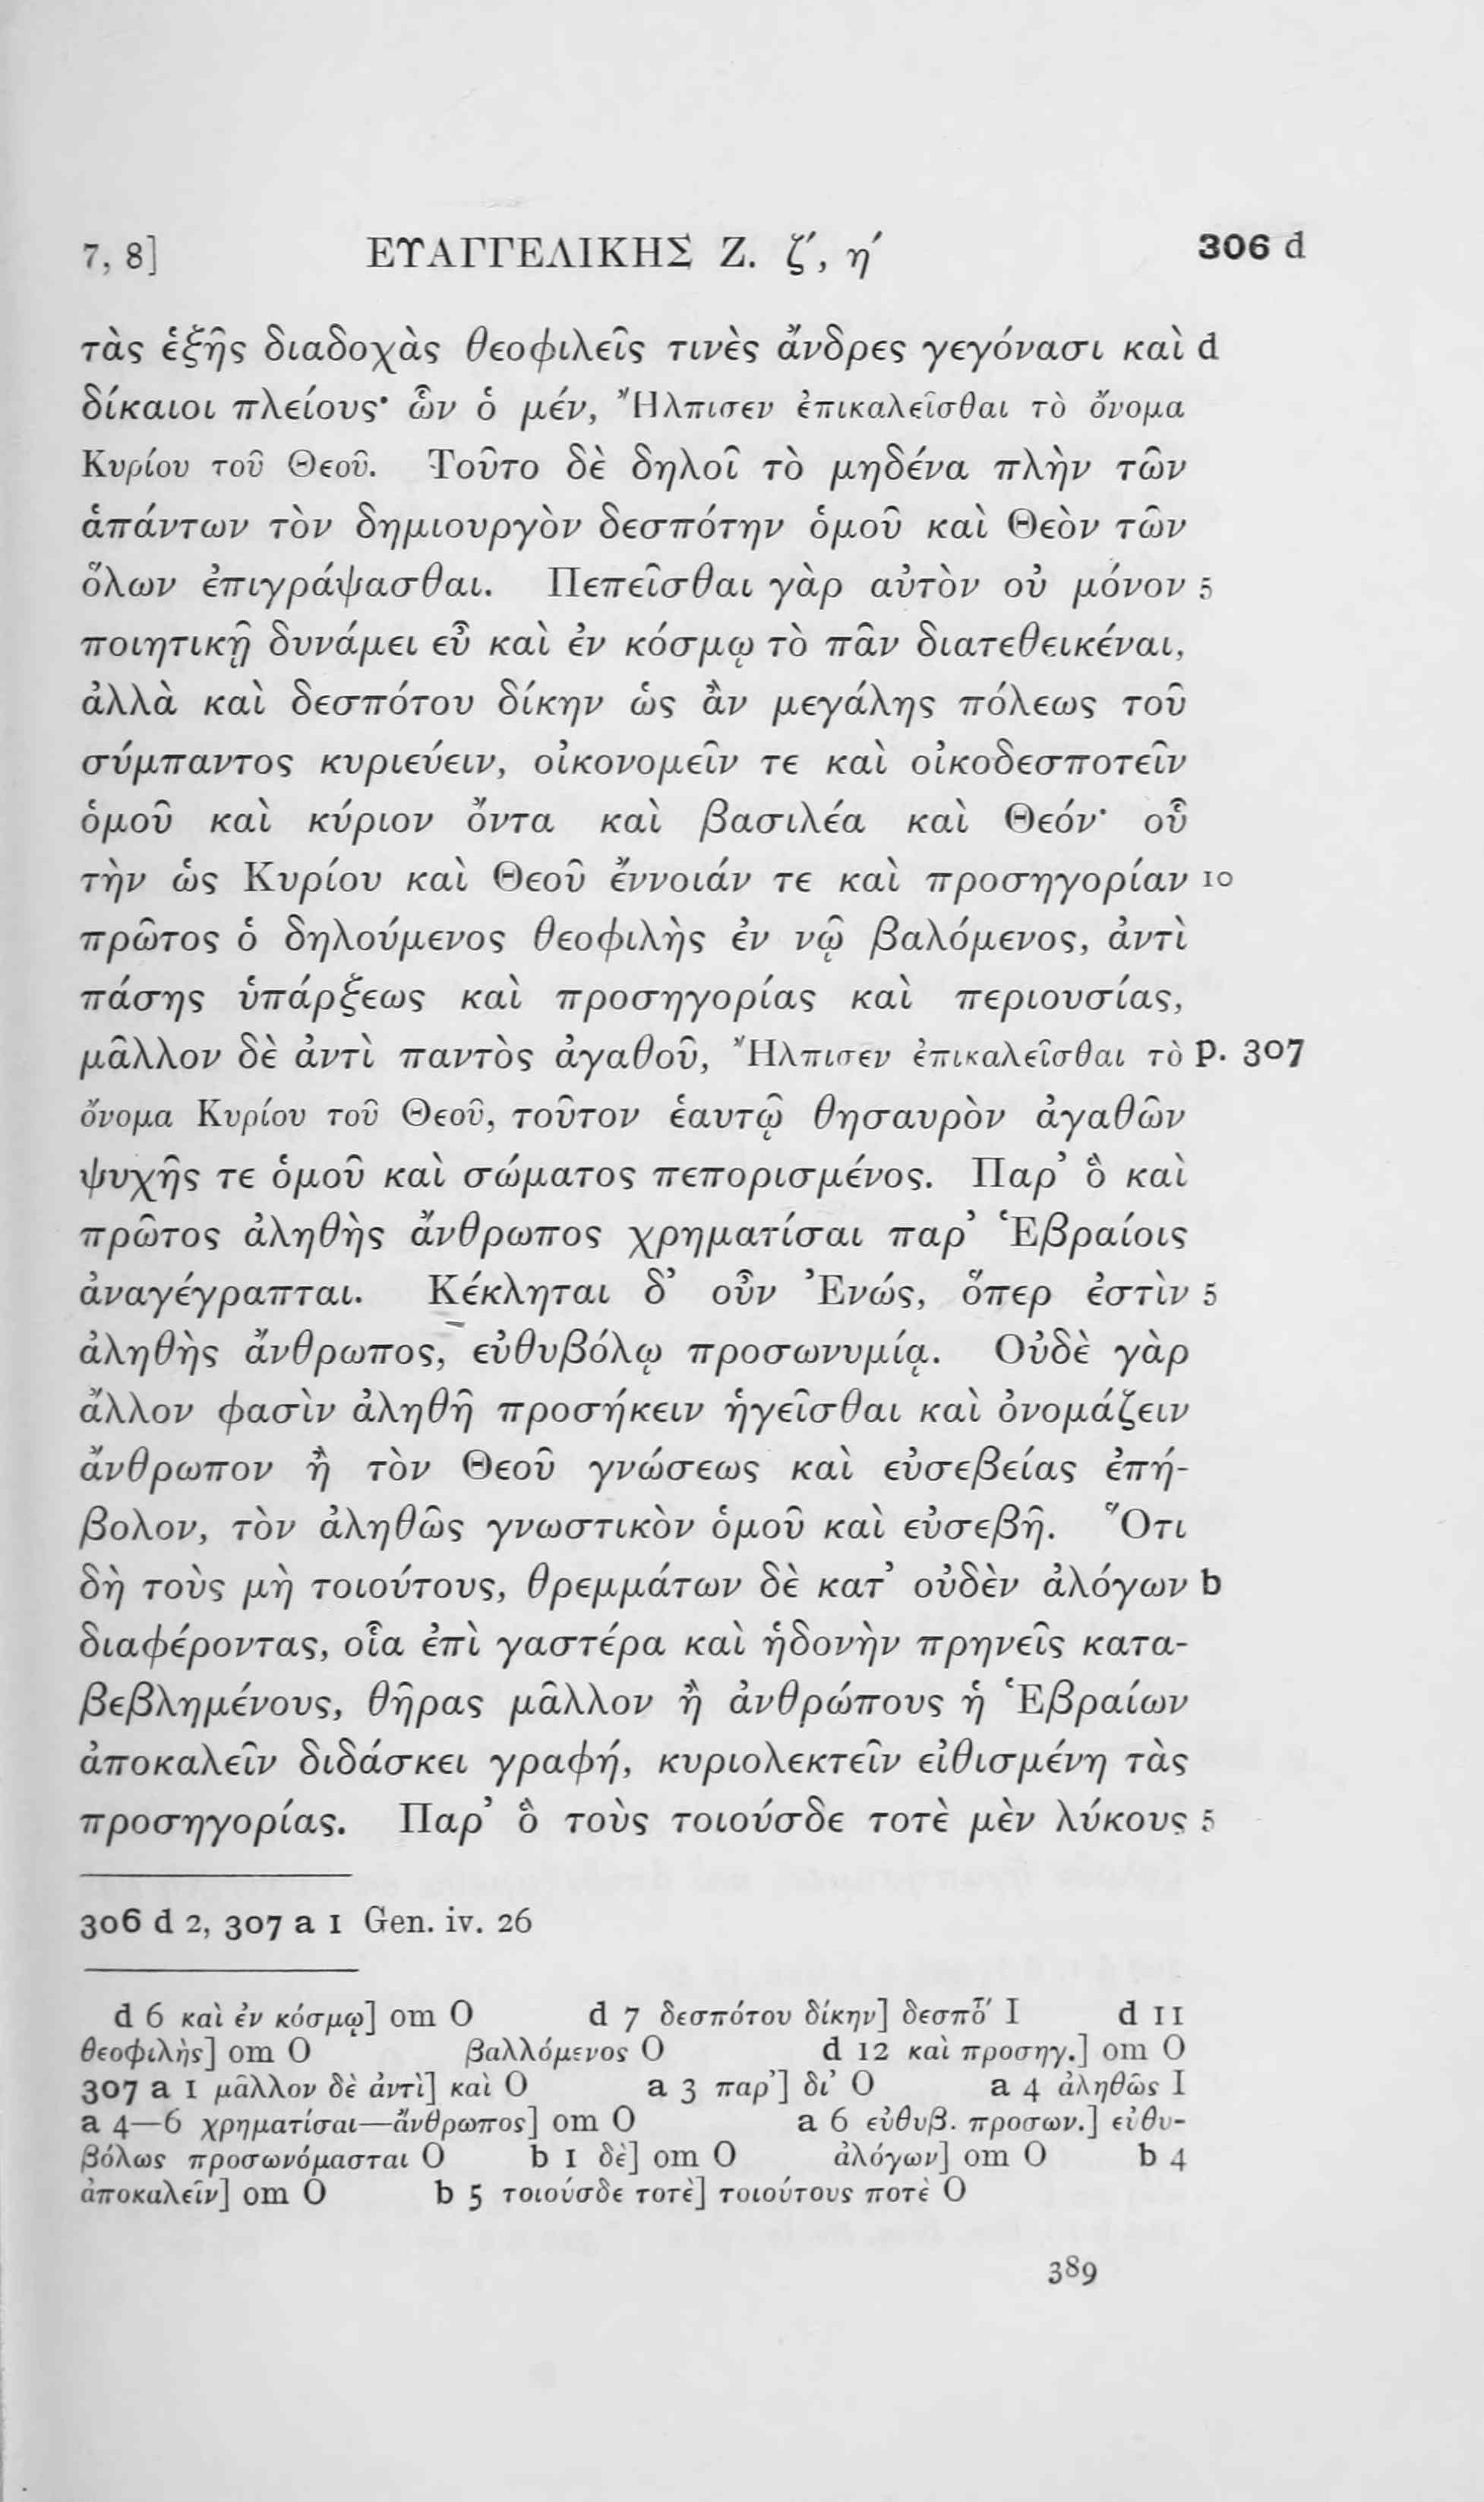 7, 8] ΕΥΑΓΓΕΛΙΚΗΣ Ζ. ζ′, η′ 306 d
τὰς ἑξῆς διαδοχὰς θεοφιλεῖς τινὲς ἄνδρες γεγόνασι καὶ d
δίκαιοι πλείους· ὧν ὁ μέν, Ἤλπισεν ἐπικαλεῖσθαι τὸ ὄνομα
Κυρίου τοῦ Θεοῦ. Τοῦτο δὲ δηλοῖ τὸ μηδένα πλὴν τῶν
ἁπάντων τὸν δημιουργὸν δεσπότην ὁμοῦ καὶ Θεὸν τῶν
ὅλων ἐπιγράψασθαι. Πεπεῖσθαι γὰρ αὐτὸν οὐ μόνον 5
ποιητικῇ δυνάμει εὖ καὶ ἐν κόσμῳ τὸ πᾶν διατεθεικέναι,
ἀλλὰ καὶ δεσπότου δίκην ὡς ἂν μεγάλης πόλεως τοῦ
σύμπαντος κυριεύειν, οἰκονομεῖν τε καὶ οἰκοδεσποτεῖν
ὁμοῦ καὶ κύριον ὄντα καὶ βασιλέα καὶ Θεόν· οὗ
τὴν ὡς Κυρίου καὶ Θεοῦ ἔννοιάν τε καὶ προσηγορίαν 10
πρῶτος ὁ δηλούμενος θεοφιλὴς ἐν νῷ βαλόμενος, ἀντὶ
πάσης ὑπάρξεως καὶ προσηγορίας καὶ περιουσίας,
μᾶλλον δὲ ἀντὶ παντὸς ἀγαθοῦ, Ἤλπισεν ἐπικαλεῖσθαι τὸ p. 307
ὄνομα Κυρίου τοῦ Θεοῦ, τοῦτον ἑαυτῷ θησαυρὸν ἀγαθῶν
ψυχῆς τε ὁμοῦ καὶ σώματος πεπορισμένος. Παρ’ ὃ καὶ
πρῶτος ἀληθὴς ἄνθρωπος χρηματίσαι παρ’ Ἑβραίοις
ἀναγέγραπται. Κέκληται δ’ οὖν Ἐνώς, ὅπερ ἐστὶν 5
ἀληθὴς ἄνθρωπος, εὐθυβόλῳ προσωνυμίᾳ. Οὐδὲ γὰρ
ἄλλον φασὶν ἀληθῆ προσήκειν ἡγεῖσθαι καὶ ὀνομάζειν
ἄνθρωπον ἢ τὸν Θεοῦ γνώσεως καὶ εὐσεβείας ἐπή-
βολον, τὸν ἀληθῶς γνωστικὸν ὁμοῦ καὶ εὐσεβῆ. Ὅτι
δὴ τοὺς μὴ τοιούτους, θρεμμάτων δὲ κατ’ οὐδὲν ἀλόγων b
διαφέροντας, οἷα ἐπὶ γαστέρα καὶ ἡδονὴν πρηνεῖς κατα-
βεβλημένους, θῆρας μᾶλλον ἢ ἀνθρώπους ἡ Ἑβραίων
ἀποκαλεῖν διδάσκει γραφή, κυριολεκτεῖν εἰθισμένη τὰς
προσηγορίας. Παρ’ ὃ τοὺς τοιούσδε τοτὲ μὲν λύκους 5
306 d 2, 307 a 1 Gen. iv. 26
d 6 καὶ ἐν κόσμῳ] om O d 7 δεσπότου δίκην] δεσπο̄́ I d 11
θεοφιλὴς] om O βαλλόμενος O d 12 καὶ προσηγ.] om O
307 a 1 μᾶλλον δὲ ἀντὶ] καὶ O a 3 παρ’] δι’ O a 4 ἀληθῶς I
a 4—6 χρηματίσαι—ἄνθρωπος] om O a 6 εὐθυβ. προσων.] εὐθυ-
βόλως προσωνόμασται O b 1 δὲ] om O ἀλόγων] om O b 4
ἀποκαλεῖν] om O b 5 τοιούσδε τοτὲ] τοιούτους ποτὲ O
389